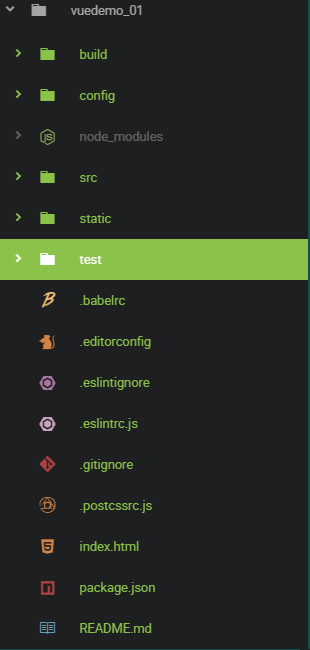 vuedemo_01
build
config
node_modules
src
static
test
.babelrc
.editorconfig
.eslintignore
.eslintrc.js
.gitignore
.postcssrc.js
index.html
package.json
README.md